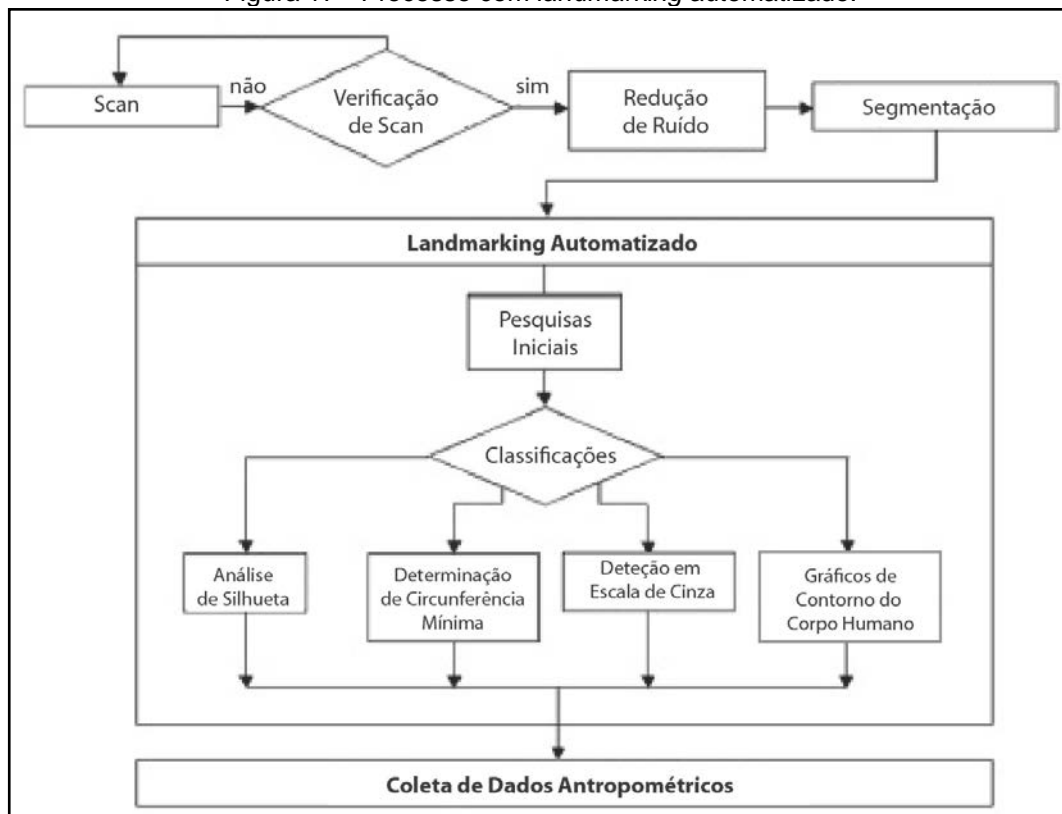 Figura – Processo com landmarking automatizado.
Scan
não
Verificação
de Scan
sim
Redução
de Ruído
Segmentação
Landmarking Automatizado
Pesquisas
Iniciais
Classificações
Análise
de Silhueta
Determinação
de Circunferência
Mínima
Deteção em
Escala de Cinza
Gráficos de
Contorno do
Corpo Humano
Coleta de Dados Antropométricos